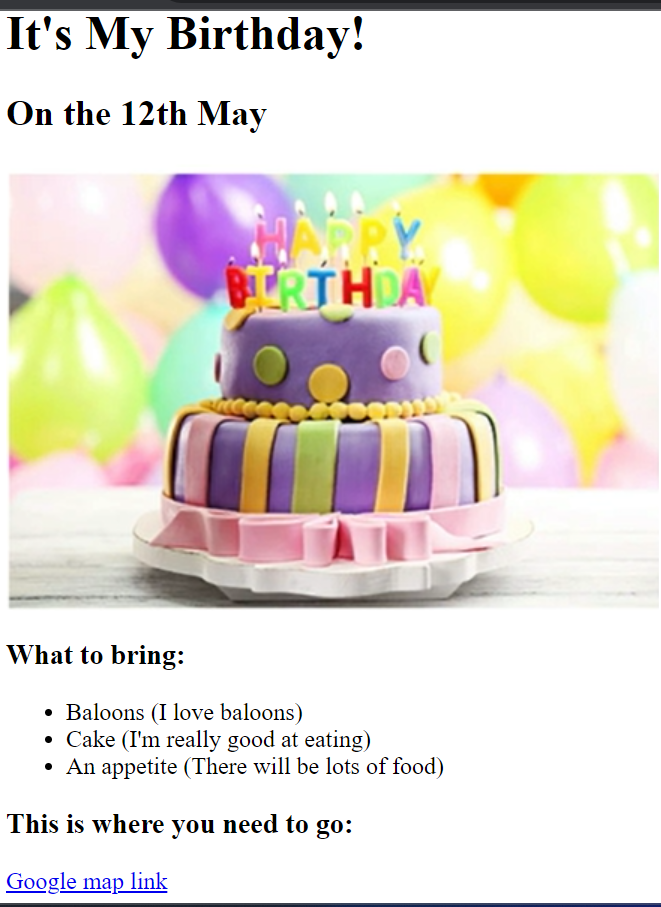 It's My Birthday!
On the 12th May
HAPPY
BIRTHDAY
What to bring:
Baloons (I love baloons)
Cake (I'm really good at eating)
An appetite (There will be lots of food)
This is where you need to go:
Google map link